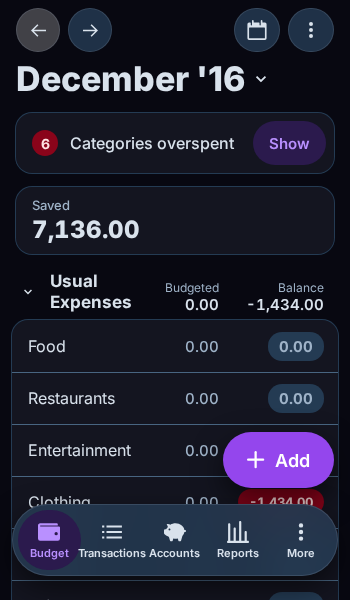 December '16
6 Categories overspent Show
Saved
7,136.00
Usual Expenses Budgeted 0.00 Balance -1,434.00
Food 0.00 0.00
Restaurants 0.00 0.00
Entertainment 0.00
Add
Clothing 0.00 -1,434.00
Budget Transactions Accounts Reports More
0.00